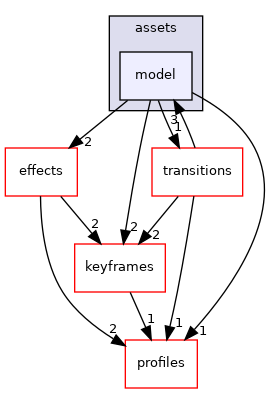 assets
model
3
1
2
effects
transitions
2
2
2
keyframes
1
2
1
1
profiles